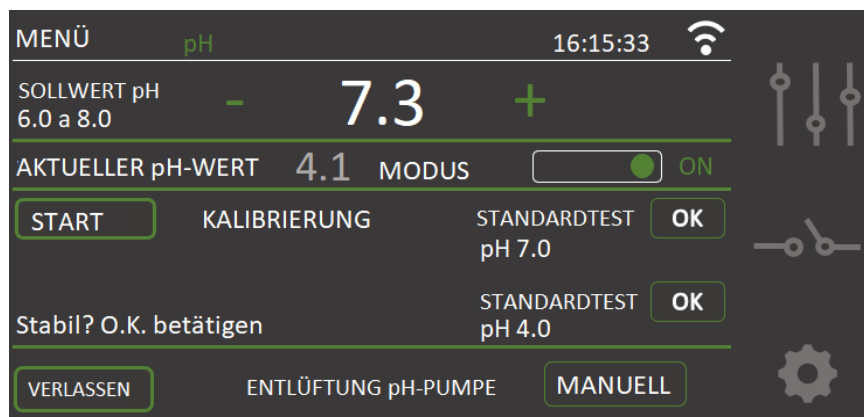 MENÜ pH 16:15:33
SOLLWERT pH
6.0 a 8.0
- 7.3 +
AKTUELLER pH-WERT 4.1 MODUS ON
START KALIBRIERUNG STANDARDTEST OK
pH 7.0
STANDARDTEST OK
Stabil? O.K. betätigen pH 4.0
VERLASSEN ENTLÜFTUNG pH-PUMPE MANUELL